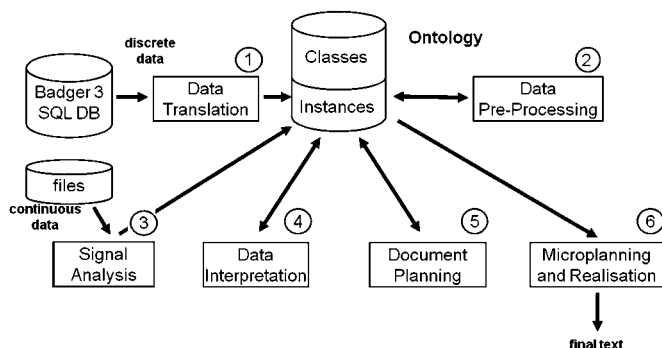 discrete
data
Ontology
Classes
Instances
Badger 3
SQL DB
1
Data
Translation
2
Data
Pre-Processing
files
continuous
data
3
Signal
Analysis
4
Data
Interpretation
5
Document
Planning
6
Microplanning
and Realisation
final text